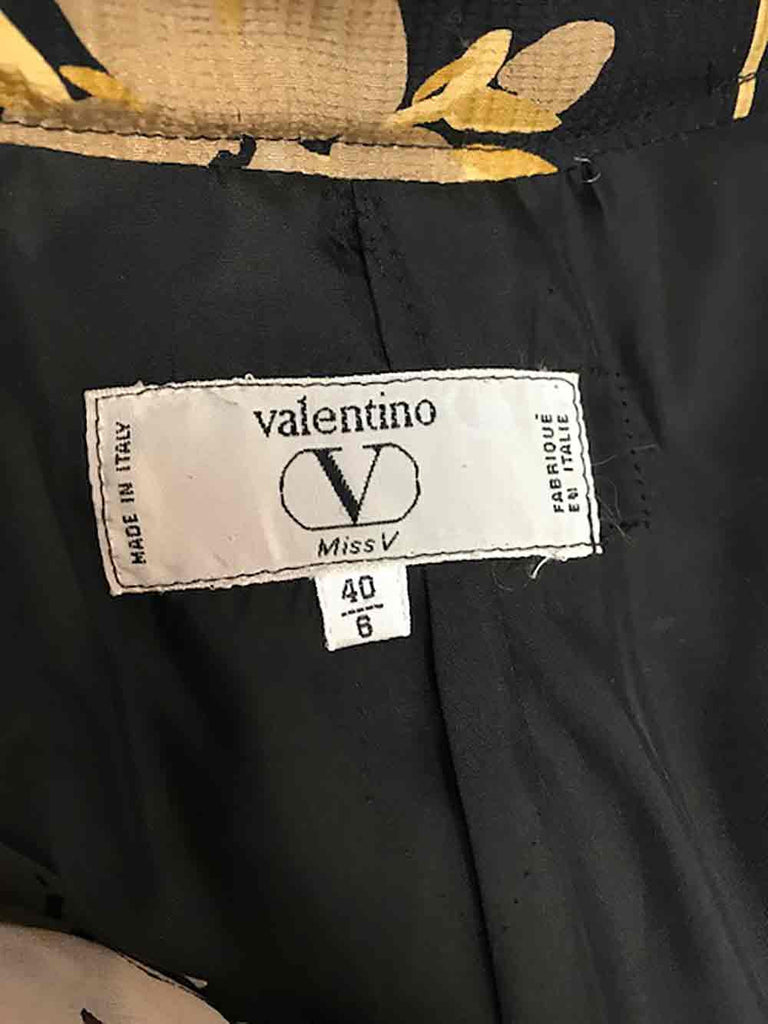 valentino
V
Miss V
MADE IN ITALY
FABRIQUÉ
EN ITALIE
40
6